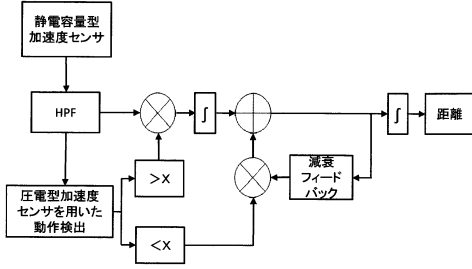 静電容量型
加速度センサ
HPF
∫
∫
距離
>X
減衰
フィード
バック
圧電型加速度
センサを用いた
動作検出
<X